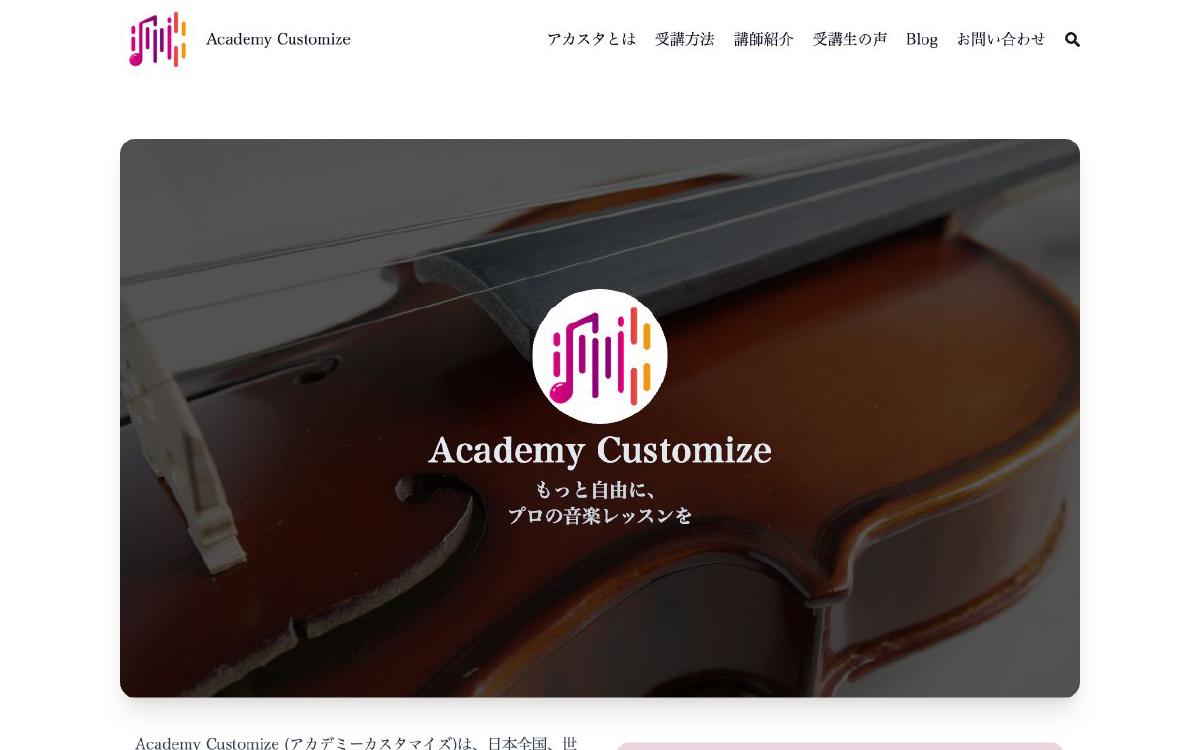 Academy Customize
アカスタとは 受講方法 講師紹介 受講生の声 Blog お問い合わせ
Academy Customize
もっと自由に、
プロの音楽レッスンを
Academy Customize (アカデミーカスタマイズ)は、日本全国、世